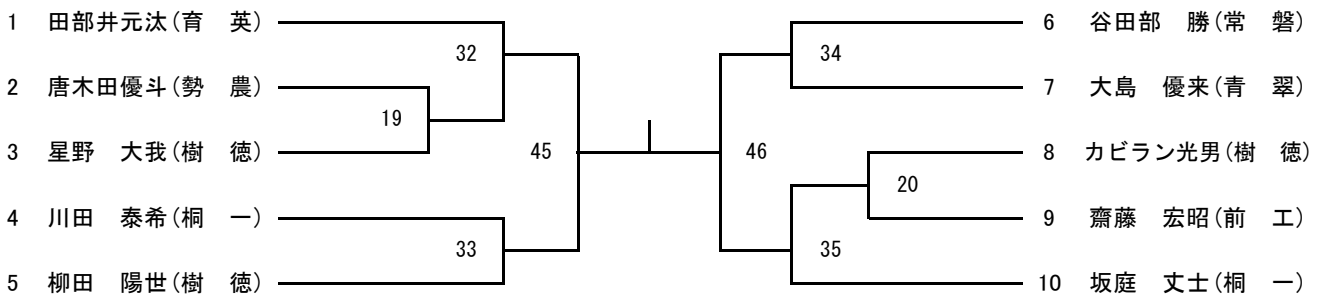 1 田部井元汰(育 英)
32
2 唐木田優斗(勢 農)
19
3 星野 大我(樹 徳)
45
4 川田 泰希(桐 一)
33
5 柳田 陽世(樹 徳)
6 谷田部 勝(常 磐)
34
7 大島 優来(青 翠)
46
8 カビラン光男(樹 徳)
20
9 齋藤 宏昭(前 工)
35
10 坂庭 丈士(桐 一)